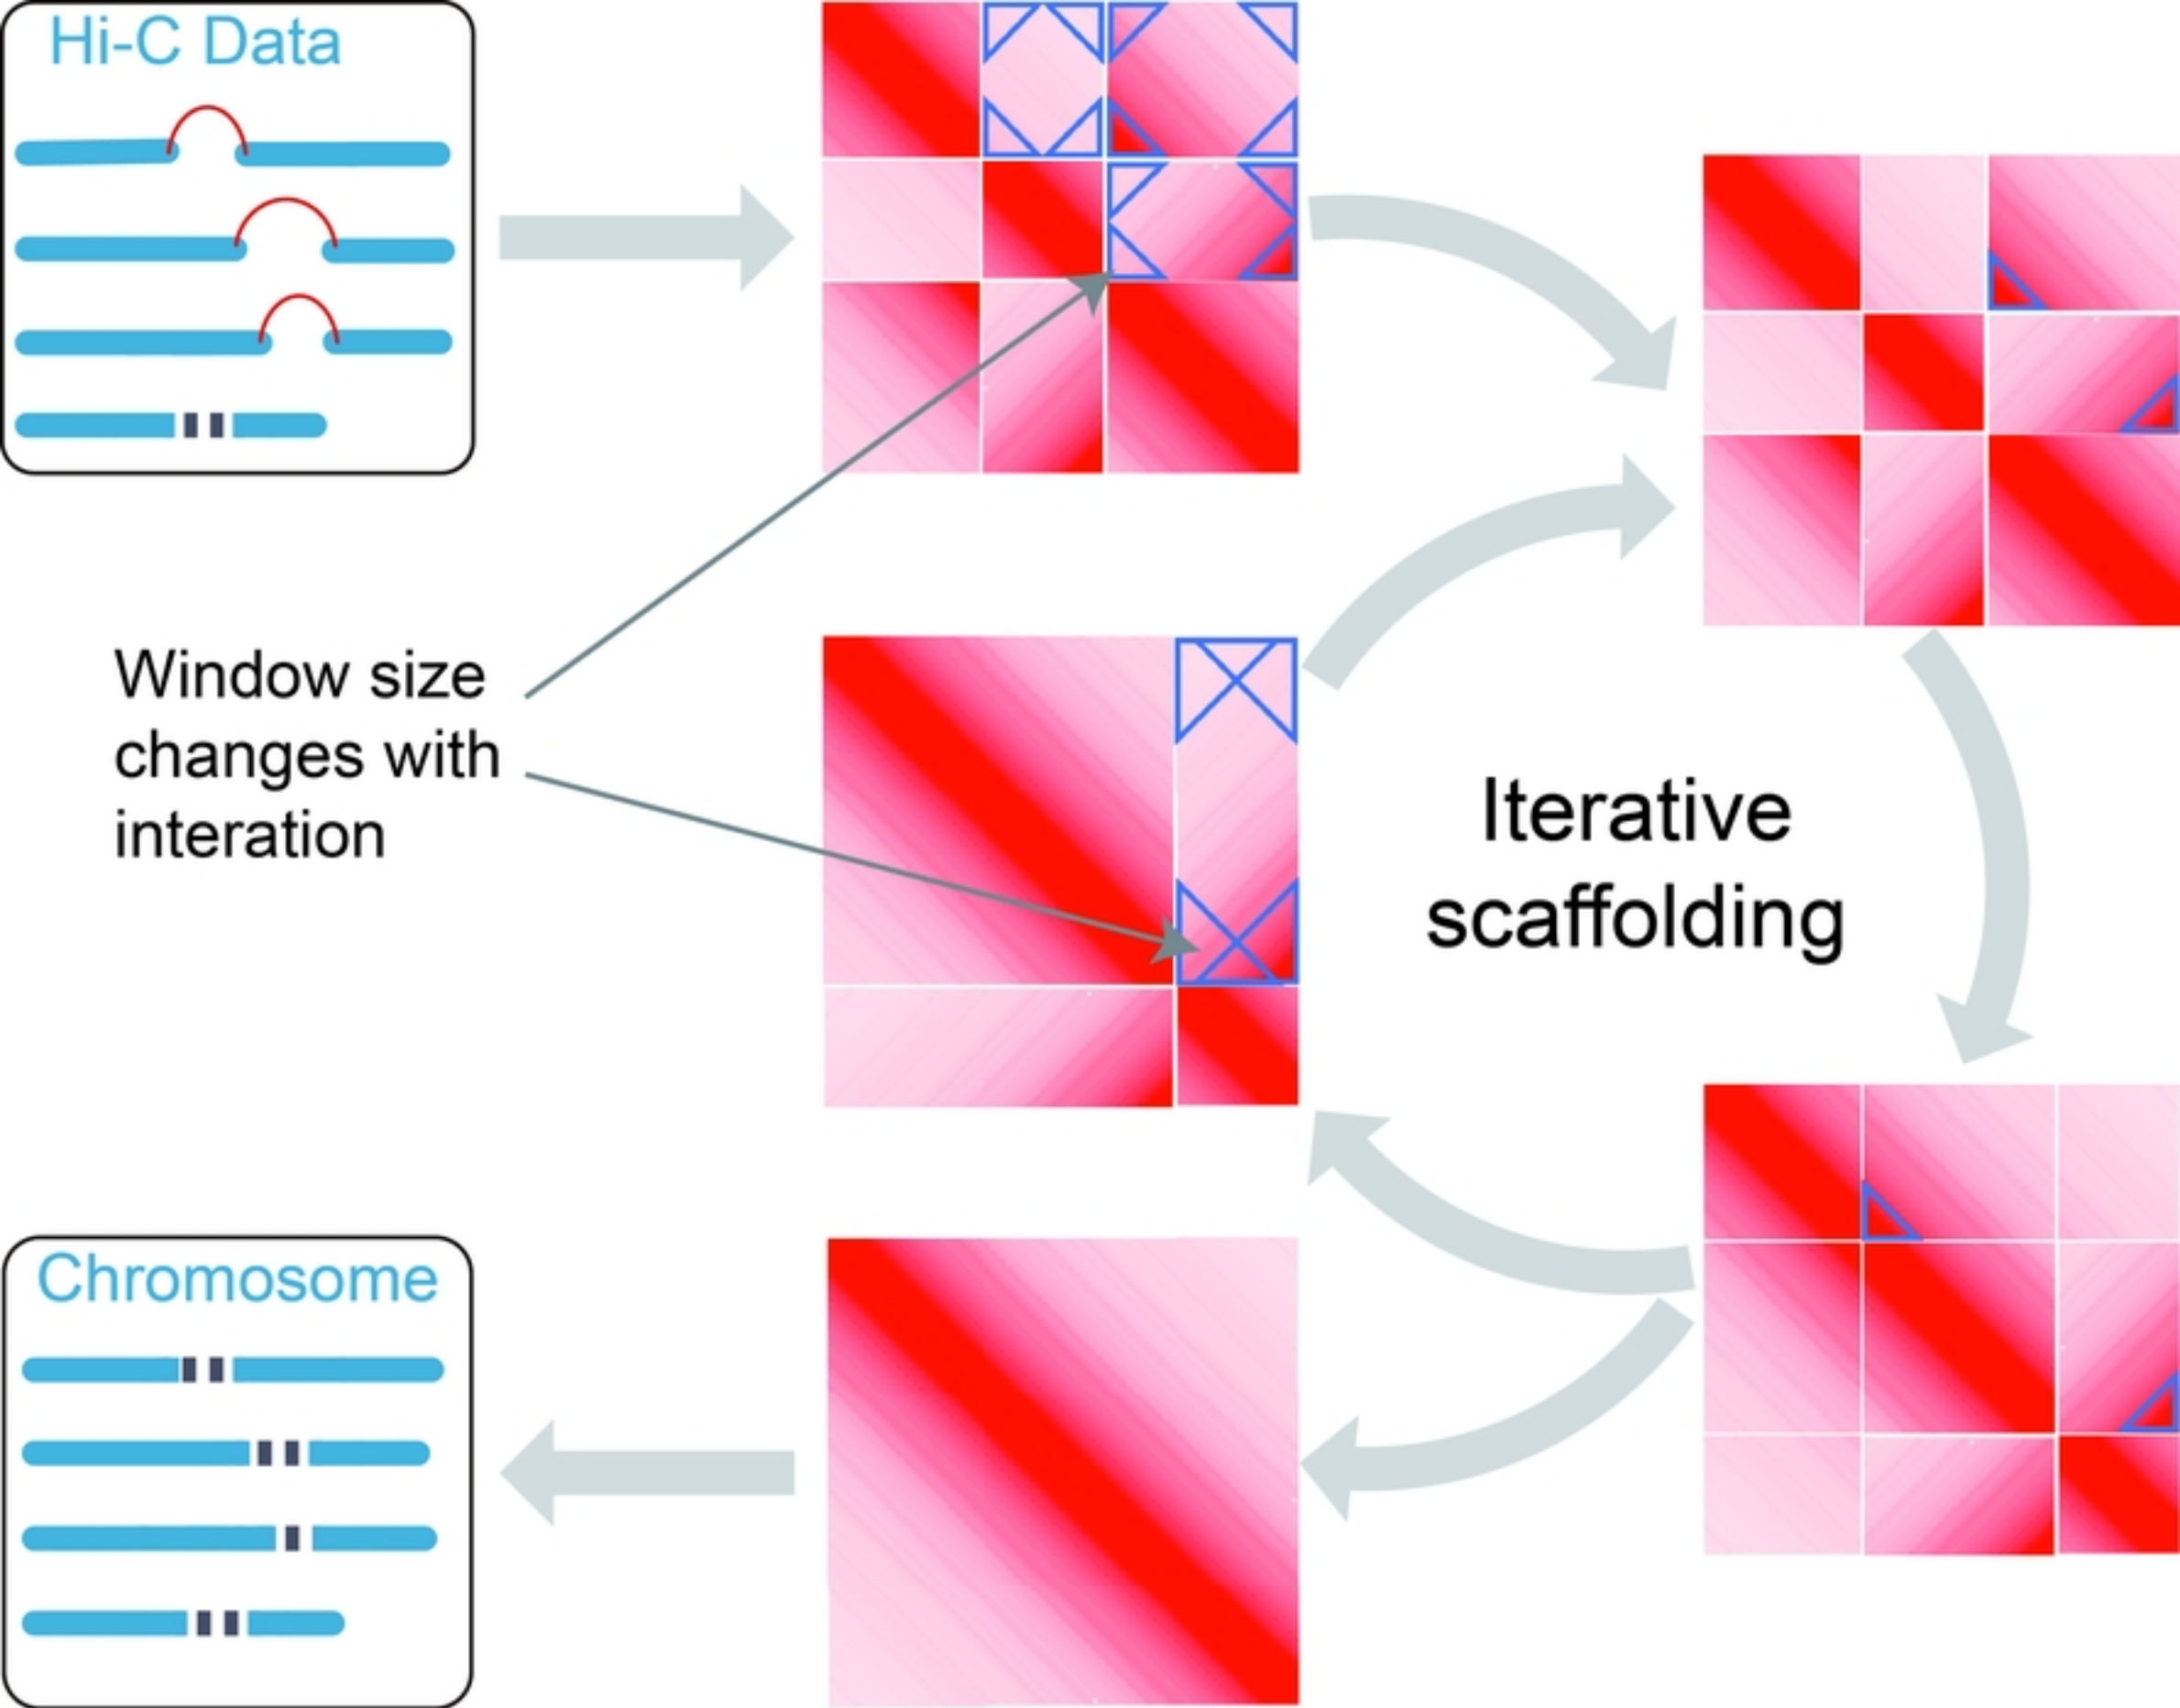 Hi-C Data
Window size
changes with
interation
Iterative
scaffolding
Chromosome